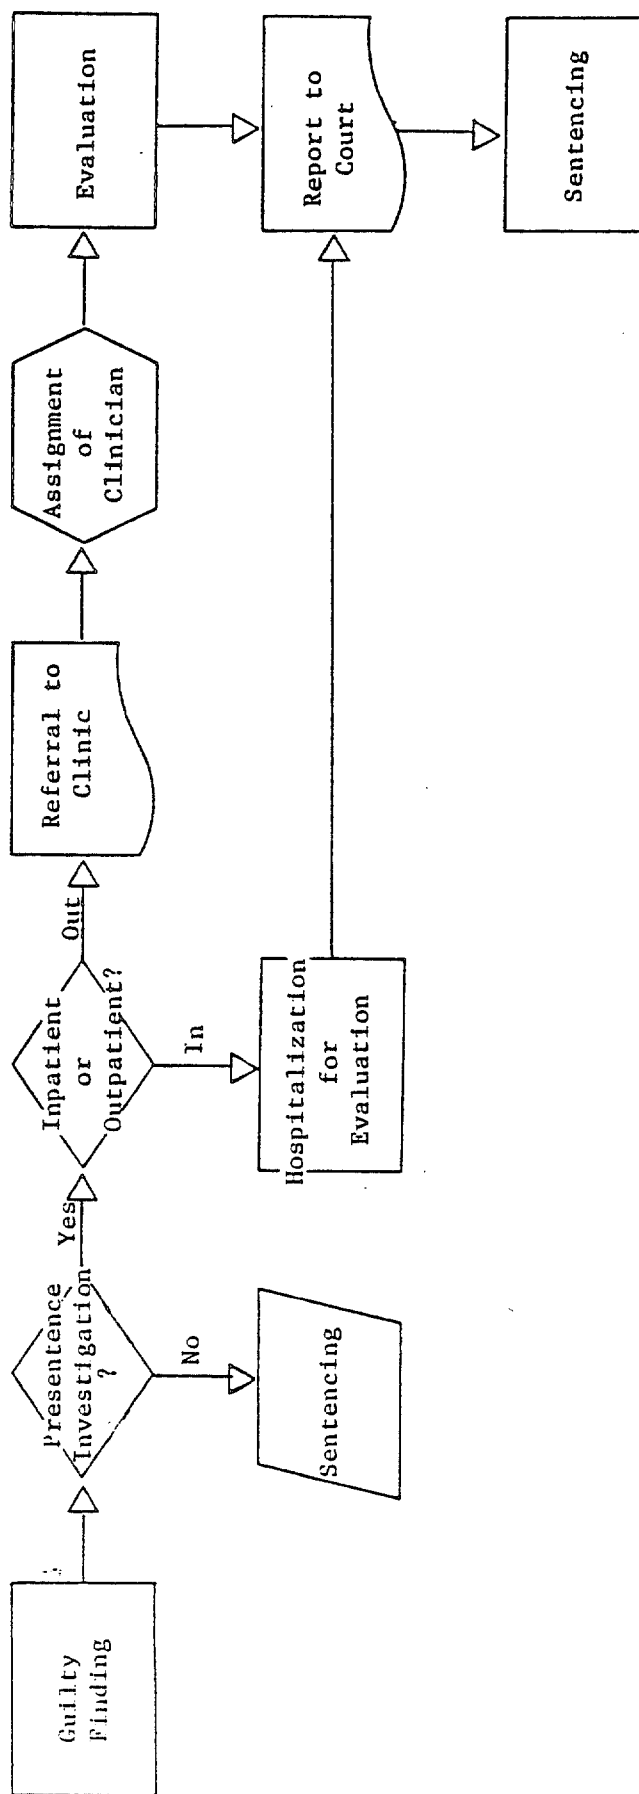 Guilty
Finding
Presentence
Investigation
?
Yes
No
Sentencing
Inpatient
or
Outpatient?
Out
In
Hospitalization
for
Evaluation
Referral to
Clinic
Assignment
of
Clinician
Evaluation
Report to
Court
Sentencing